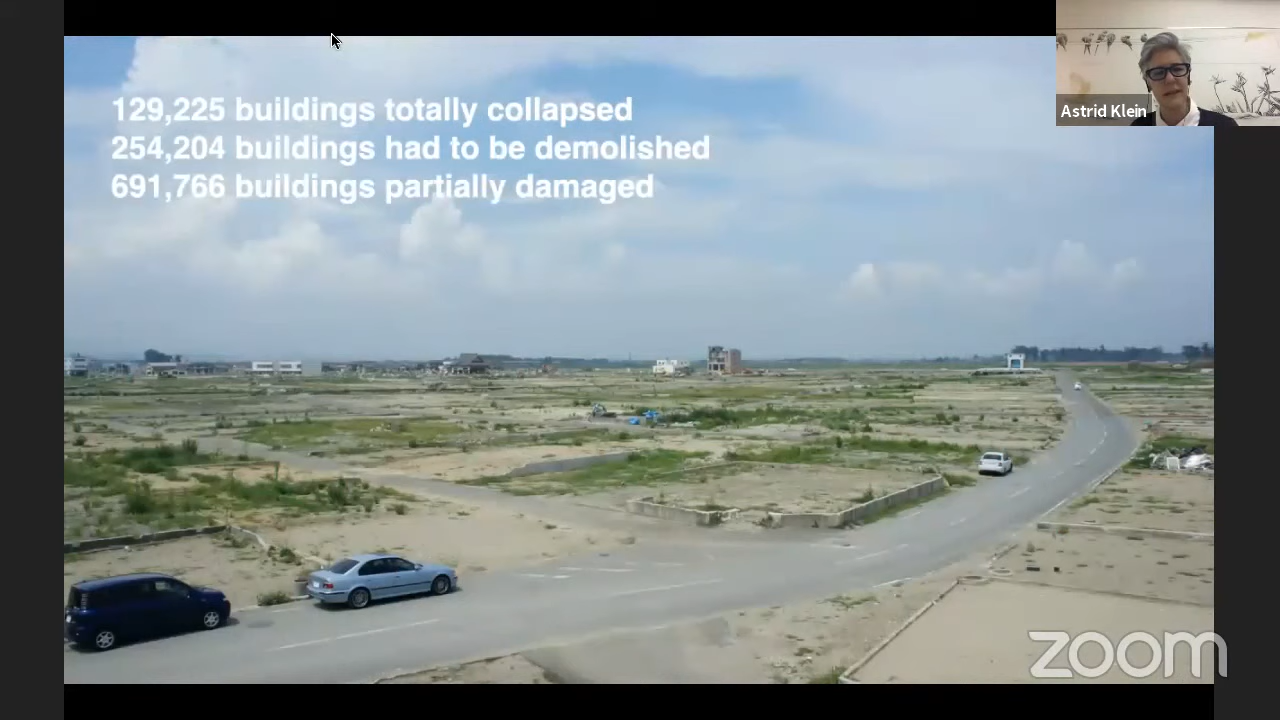 129,225 buildings totally collapsed
254,204 buildings had to be demolished
691,766 buildings partially damaged
Astrid Klein
zoom